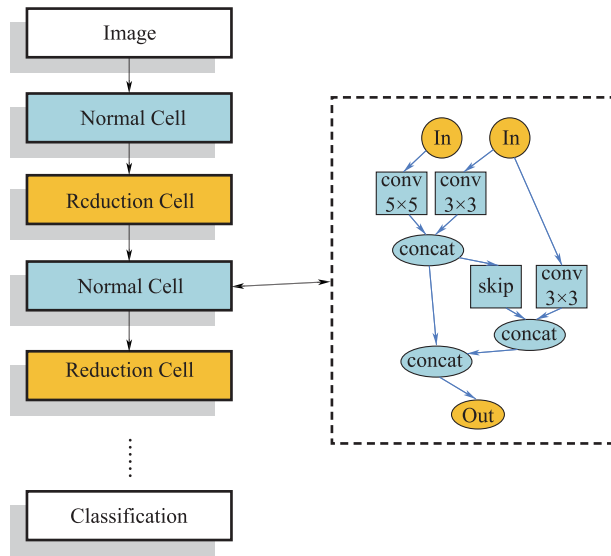 Image
Normal Cell
Rcduction Cell
Normal Cell
Reduction Cell
Classification
In
In
conv
5×5
conv
3×3
concat
skip
conv
3×3
concat
concat
Out